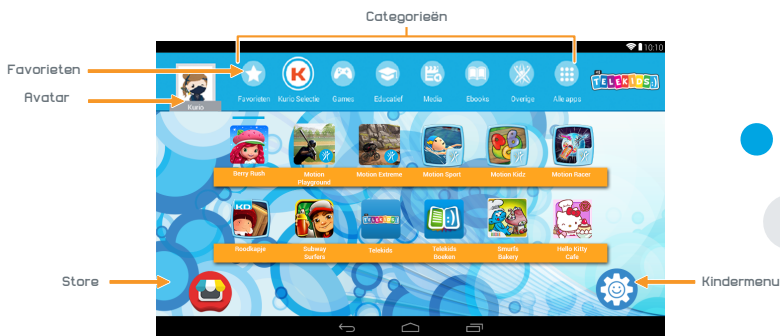 Categorieën
10:10
Favorieten
Avatar
Kurio
K
TELEKIDS;)
Favorieten Kurio Selectie Games Educatief Media Ebooks Overige Alle apps
Berry Rush
Motion
Playground
Motion Extreme
Motion Sport
Motion Kidz
Motion Racer
KD
TELEKIDS
Roodkapje
Subway
Surfers
Telekids
Telekids
Boeken
Smurfs
Bakery
Hello Kitty
Cafe
Store
Kindermenu